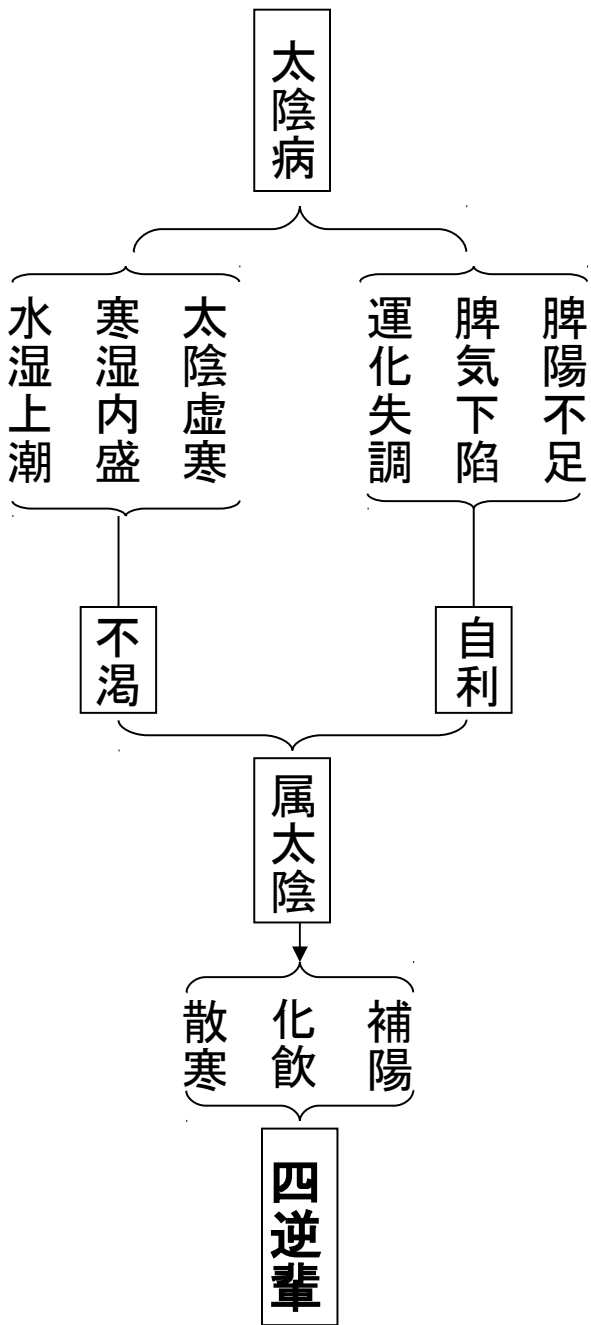 太陰病
脾陽不足
脾気下陥
運化失調
太陰虚寒
寒湿内盛
水湿上潮
自利
不渇
属太陰
補陽
化飲
散寒
四逆輩